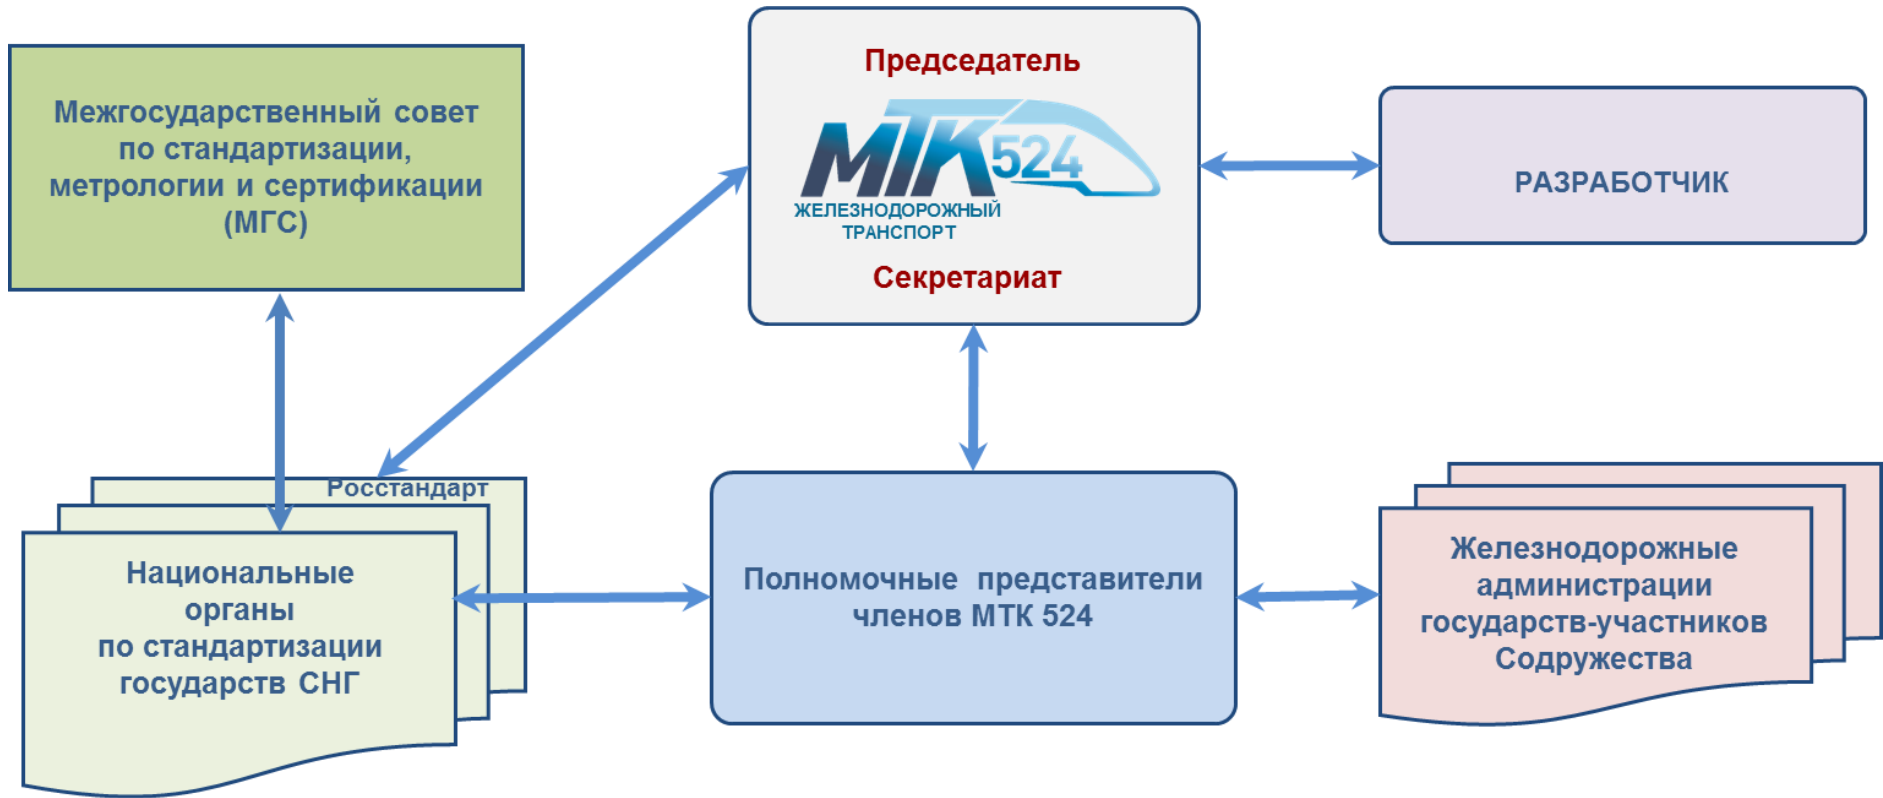 Межгосударственный совет
по стандартизации,
метрологии и сертификации
(МГС)
Председатель
МТК 524
ЖЕЛЕЗНОДОРОЖНЫЙ
ТРАНСПОРТ
Секретариат
РАЗРАБОТЧИК
Росстандарт
Национальные
органы
по стандартизации
государств СНГ
Полномочные представители
членов МТК 524
Железнодорожные
администрации
государств-участников
Содружества